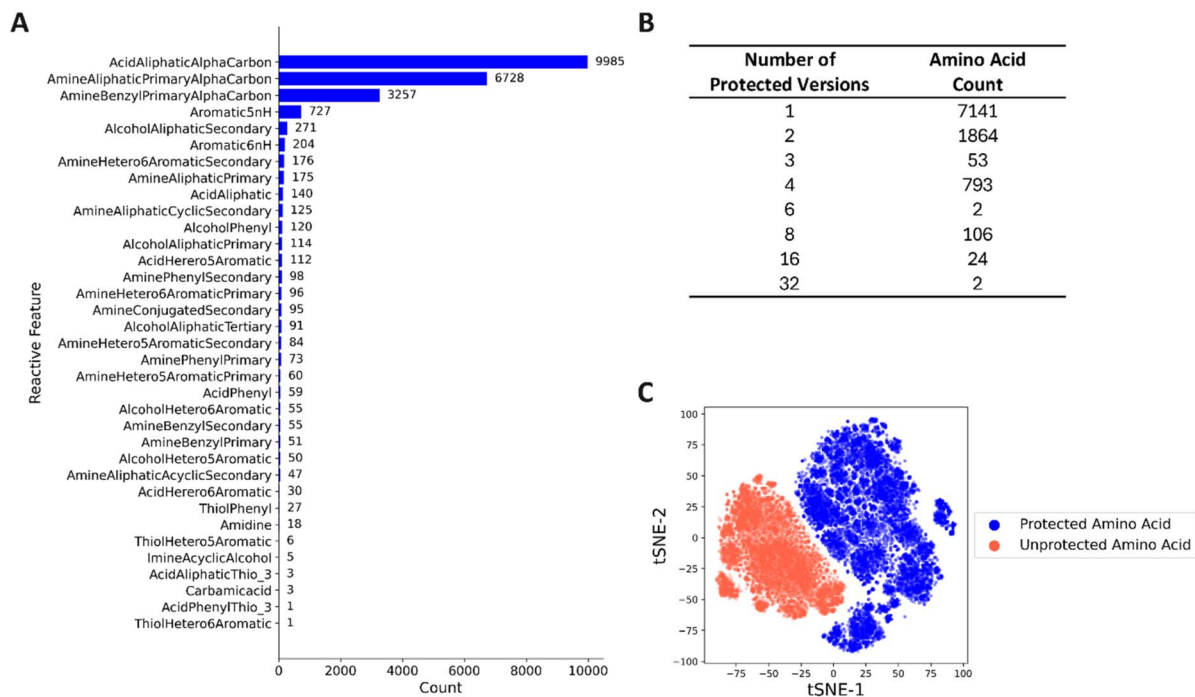 A
Reactive Feature
AcidAliphaticAlphaCarbon 9985
AmineAliphaticPrimaryAlphaCarbon 6728
AmineBenzylPrimaryAlphaCarbon 3257
Aromatic5nH 727
AlcoholAliphaticSecondary 271
Aromatic6nH 204
AmineHetero6AromaticSecondary 176
AmineAliphaticPrimary 175
AcidAliphatic 140
AmineAliphaticCyclicSecondary 125
AlcoholPhenyl 120
AlcoholAliphaticPrimary 114
AcidHerero5Aromatic 112
AminePhenylSecondary 98
AmineHetero6AromaticPrimary 96
AmineConjugatedSecondary 95
AlcoholAliphaticTertiary 91
AmineHetero5AromaticSecondary 84
AminePhenylPrimary 73
AmineHetero5AromaticPrimary 60
AcidPhenyl 59
AlcoholHetero6Aromatic 55
AmineBenzylSecondary 55
AmineBenzylPrimary 51
AlcoholHetero5Aromatic 50
AmineAliphaticAcyclicSecondary 47
AcidHerero6Aromatic 30
ThiolPhenyl 27
Amidine 18
ThiolHetero5Aromatic 6
ImineAcyclicAlcohol 5
AcidAliphaticThio_3 3
Carbamicacid 3
AcidPhenylThio_3 1
ThiolHetero6Aromatic 1
0 2000 4000 6000 8000 10000
Count
B
Number of Amino Acid
Protected Versions Count
1 7141
2 1864
3 53
4 793
6 2
8 106
16 24
32 2
C
tSNE-2
100
75
50
25
0
−25
−50
−75
−100
−75 −50 −25 0 25 50 75 100
tSNE-1
Protected Amino Acid
Unprotected Amino Acid